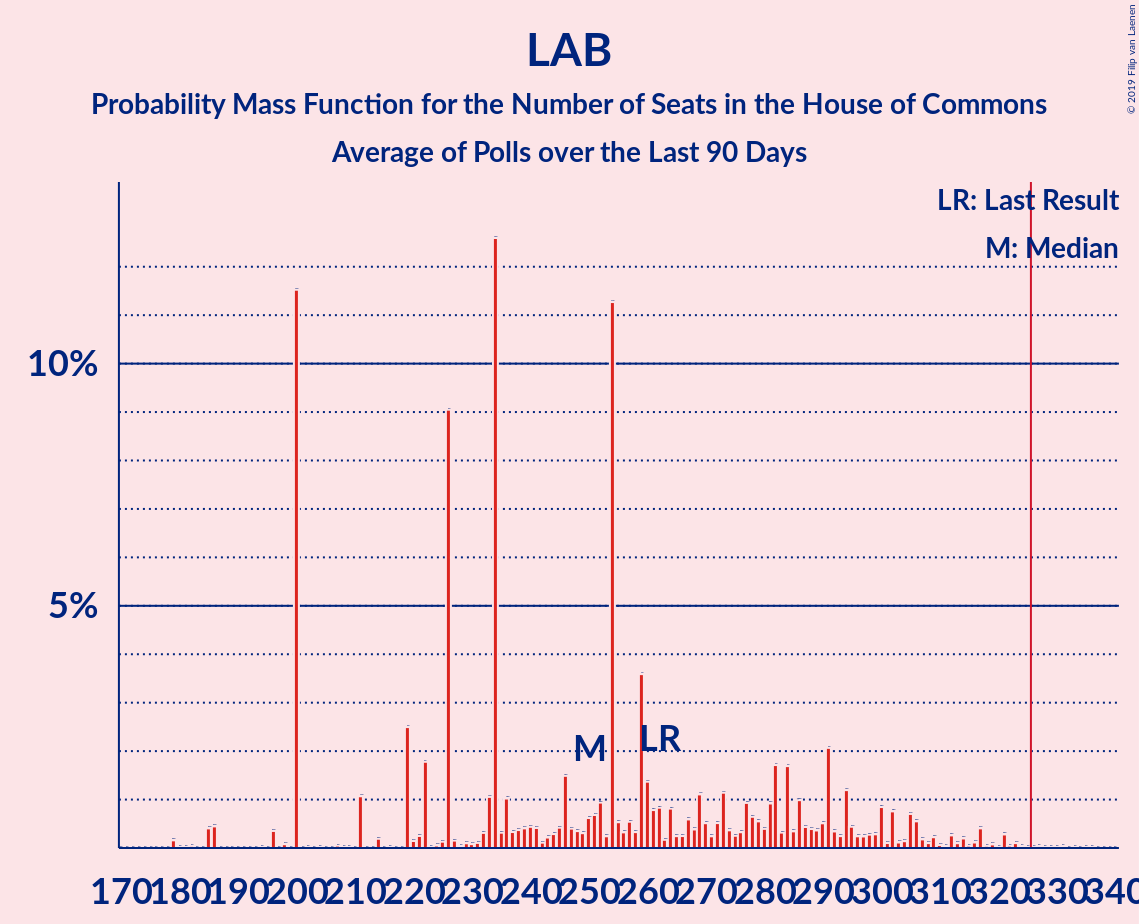 LAB
Probability Mass Function for the Number of Seats in the House of Commons
Average of Polls over the Last 90 Days
© 2019 Filip van Laenen
LR: Last Result
M: Median
10%
5%
M
LR
170 180 190 200 210 220 230 240 250 260 270 280 290 300 310 320 330 340